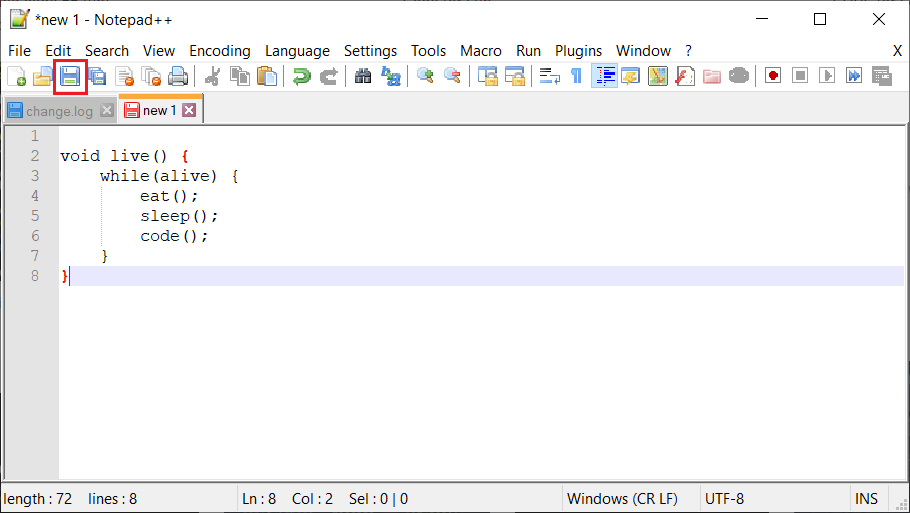 *new 1 - Notepad++
File Edit Search View Encoding Language Settings Tools Macro Run Plugins Window ? X
change.log new 1
1
2 void live() {
3 while(alive) {
4 eat();
5 sleep();
6 code();
7 }
8 }
length : 72 lines : 8 Ln : 8 Col : 2 Sel : 0 | 0 Windows (CR LF) UTF-8 INS